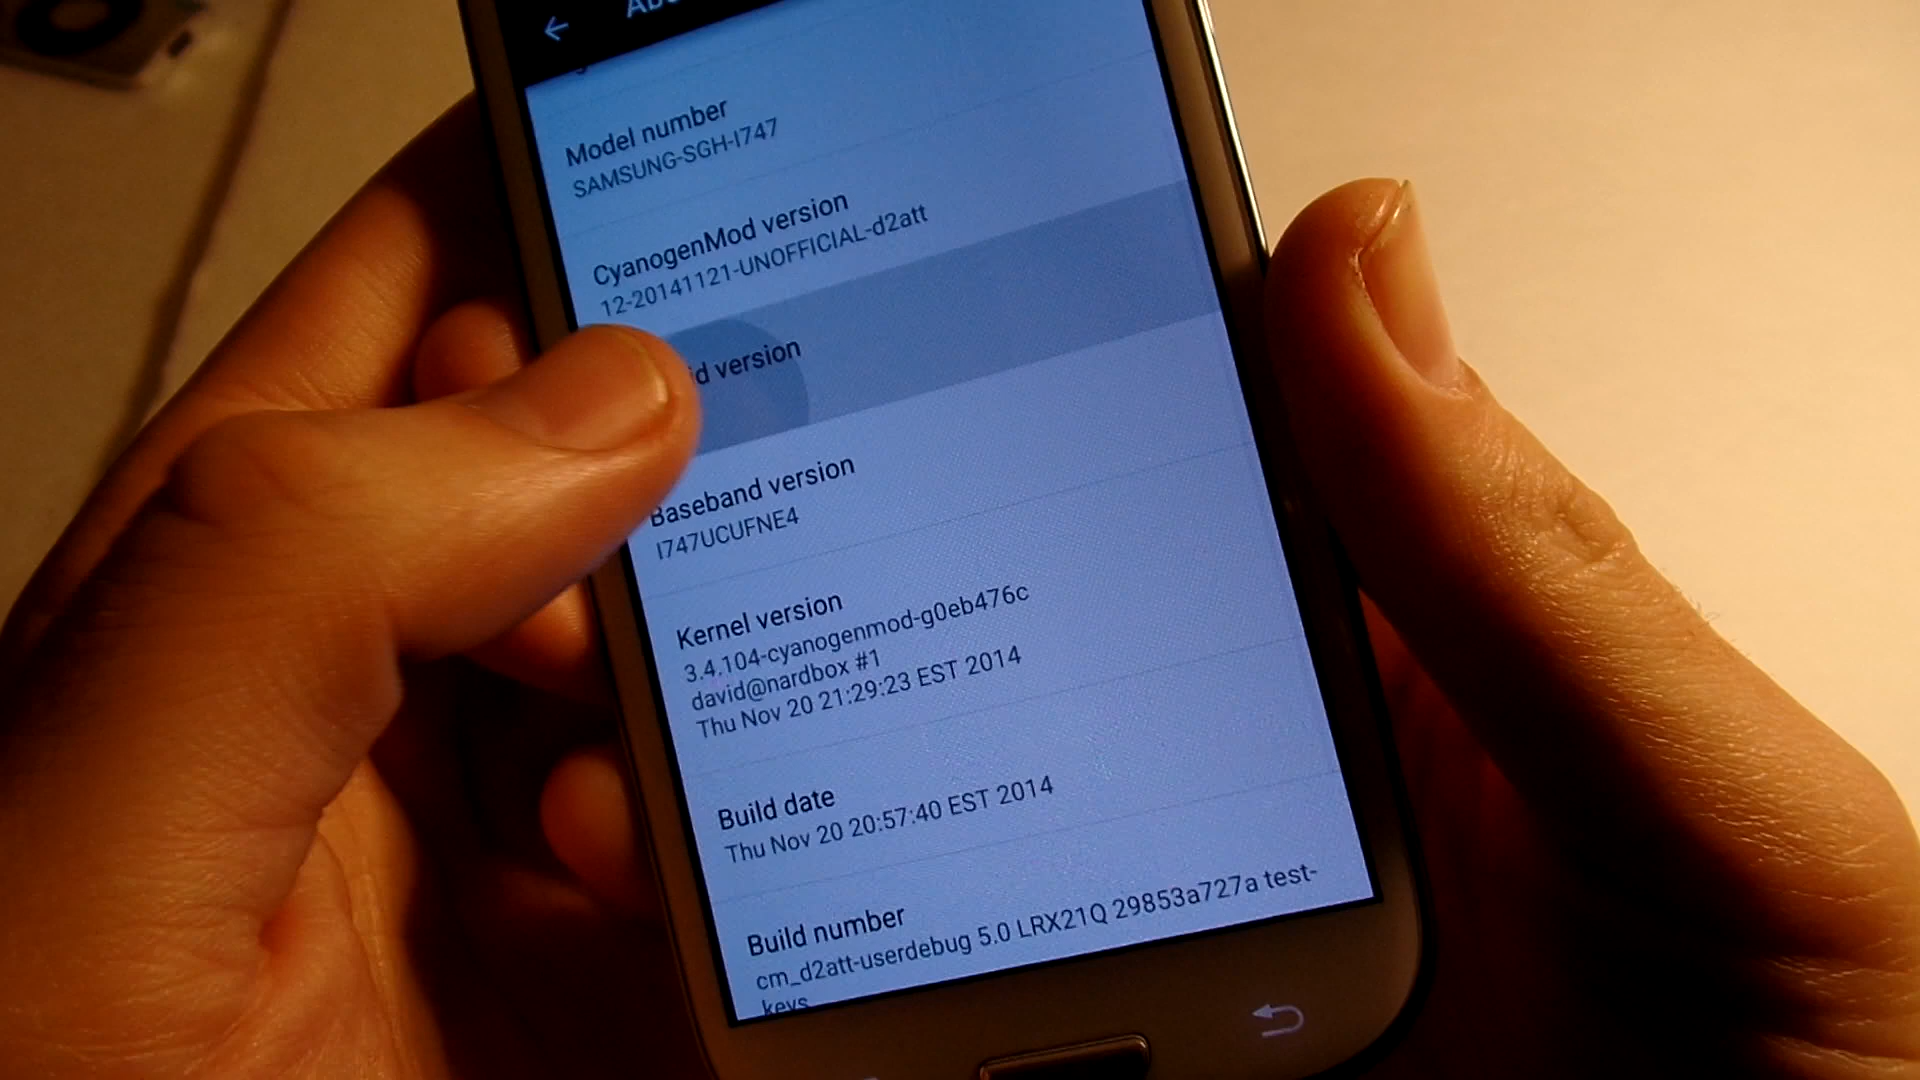 Model number
SAMSUNG-SGH-I747
CyanogenMod version
12-20141121-UNOFFICIAL-d2att
id version
Baseband version
I747UCUFNE4
Kernel version
3.4.104-cyanogenmod-g0eb476c
david@nardbox #1
Thu Nov 20 21:29:23 EST 2014
Build date
Thu Nov 20 20:57:40 EST 2014
Build number
cm_d2att-userdebug 5.0 LRX21Q 29853a727a test-
keys